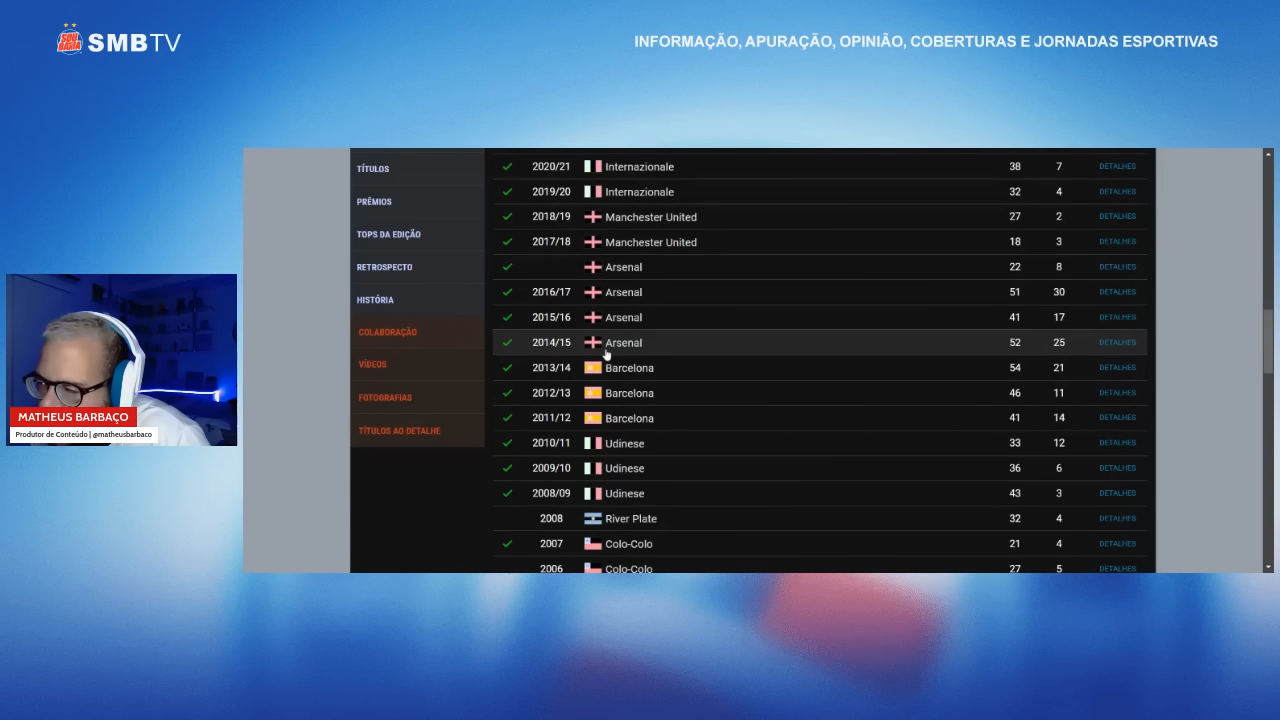 SOU BAHIA
SMBTV
INFORMAÇÃO, APURAÇÃO, OPINIÃO, COBERTURAS E JORNADAS ESPORTIVAS
TÍTULOS
PRÊMIOS
TOPS DA EDIÇÃO
RETROSPECTO
HISTÓRIA
COLABORAÇÃO
VÍDEOS
FOTOGRAFIAS
TÍTULOS AO DETALHE
2020/21 Internazionale 38 7 DETALHES
2019/20 Internazionale 32 4 DETALHES
2018/19 Manchester United 27 2 DETALHES
2017/18 Manchester United 18 3 DETALHES
Arsenal 22 8 DETALHES
2016/17 Arsenal 51 30 DETALHES
2015/16 Arsenal 41 17 DETALHES
2014/15 Arsenal 52 25 DETALHES
2013/14 Barcelona 54 21 DETALHES
2012/13 Barcelona 46 11 DETALHES
2011/12 Barcelona 41 14 DETALHES
2010/11 Udinese 33 12 DETALHES
2009/10 Udinese 36 6 DETALHES
2008/09 Udinese 43 3 DETALHES
2008 River Plate 32 4 DETALHES
2007 Colo-Colo 21 4 DETALHES
2006 Colo-Colo 27 5 DETALHES
MATHEUS BARBAÇO
Produtor de Conteúdo | @matheusbarbaco